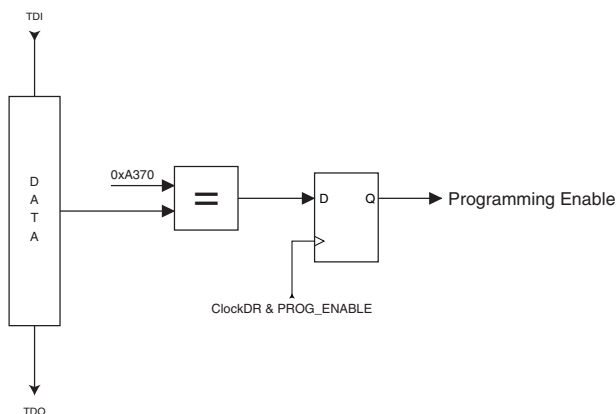 TDI
D
A
T
A
0xA370
=
D Q
Programming Enable
ClockDR & PROG_ENABLE
TDO